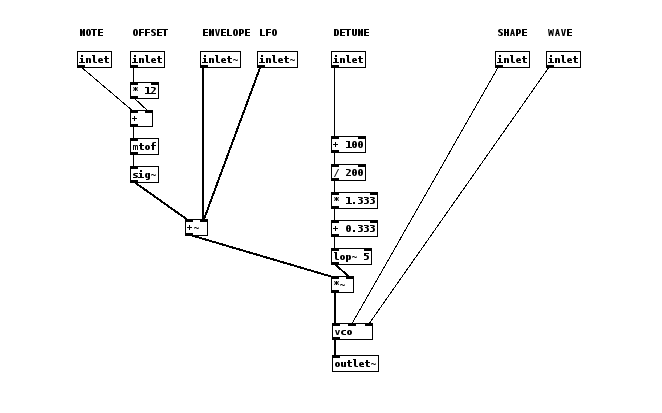 NOTE OFFSET ENVELOPE LFO DETUNE SHAPE WAVE
inlet inlet inlet~ inlet~ inlet inlet inlet
* 12
+
+ 100
mtof
/ 200
sig~
* 1.333
+~
+ 0.333
lop~ 5
*~
vco
outlet~